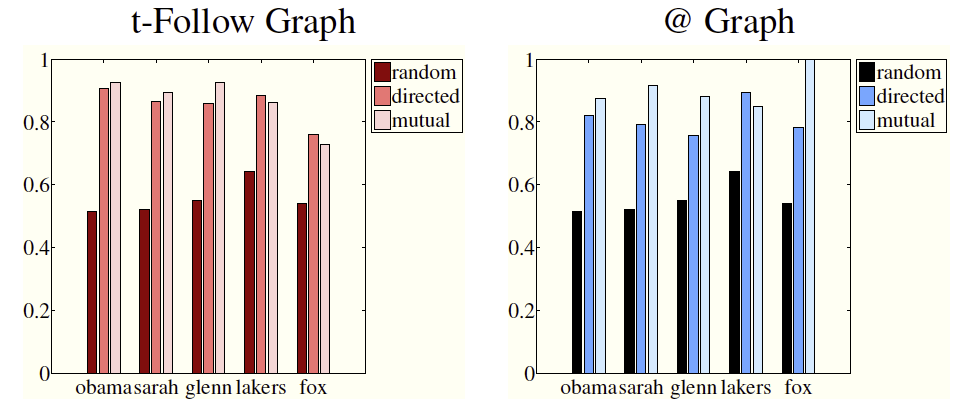 t-Follow Graph
1
0.8
0.6
0.4
0.2
0
obama sarah glenn lakers fox
random
directed
mutual
@ Graph
1
0.8
0.6
0.4
0.2
0
obama sarah glenn lakers fox
random
directed
mutual